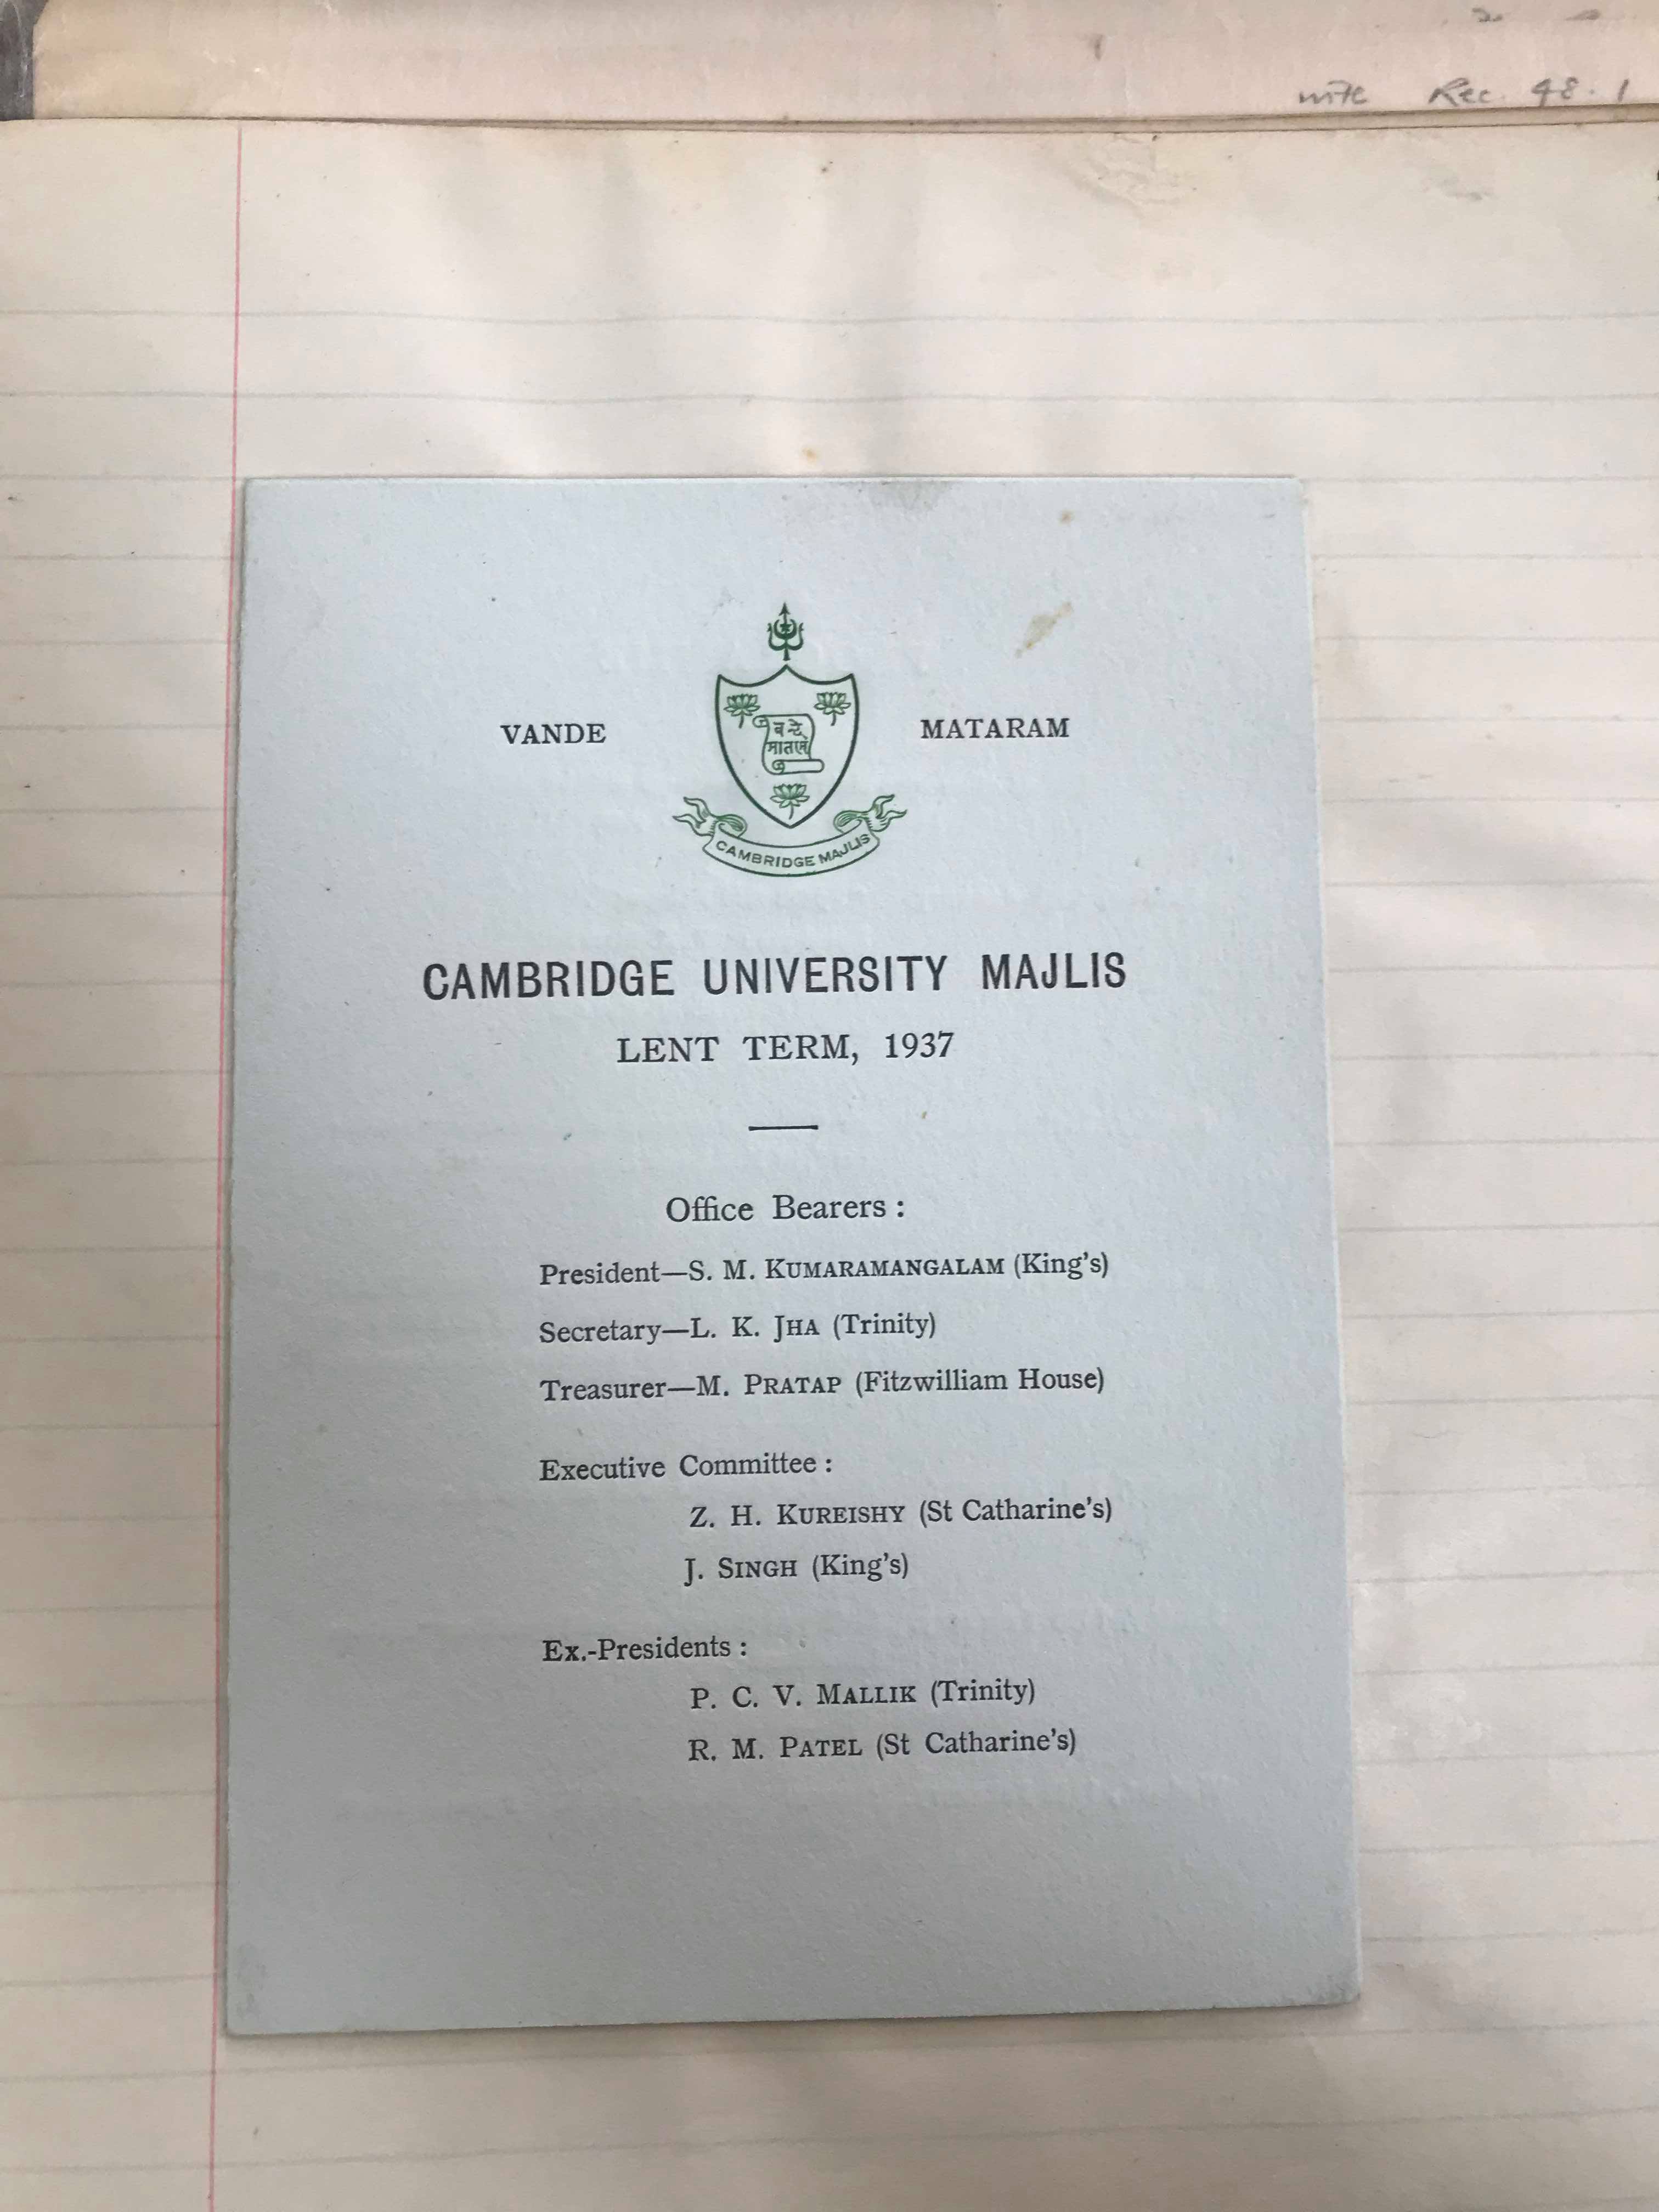 with Rec. 48.1
VANDE MATARAM
वन्दे
मातरं
CAMBRIDGE MAJLIS
CAMBRIDGE UNIVERSITY MAJLIS
LENT TERM, 1937
Office Bearers :
President—S. M. KUMARAMANGALAM (King's)
Secretary—L. K. JHA (Trinity)
Treasurer—M. PRATAP (Fitzwilliam House)
Executive Committee :
Z. H. KUREISHY (St Catharine's)
J. SINGH (King's)
Ex.-Presidents :
P. C. V. MALLIK (Trinity)
R. M. PATEL (St Catharine's)